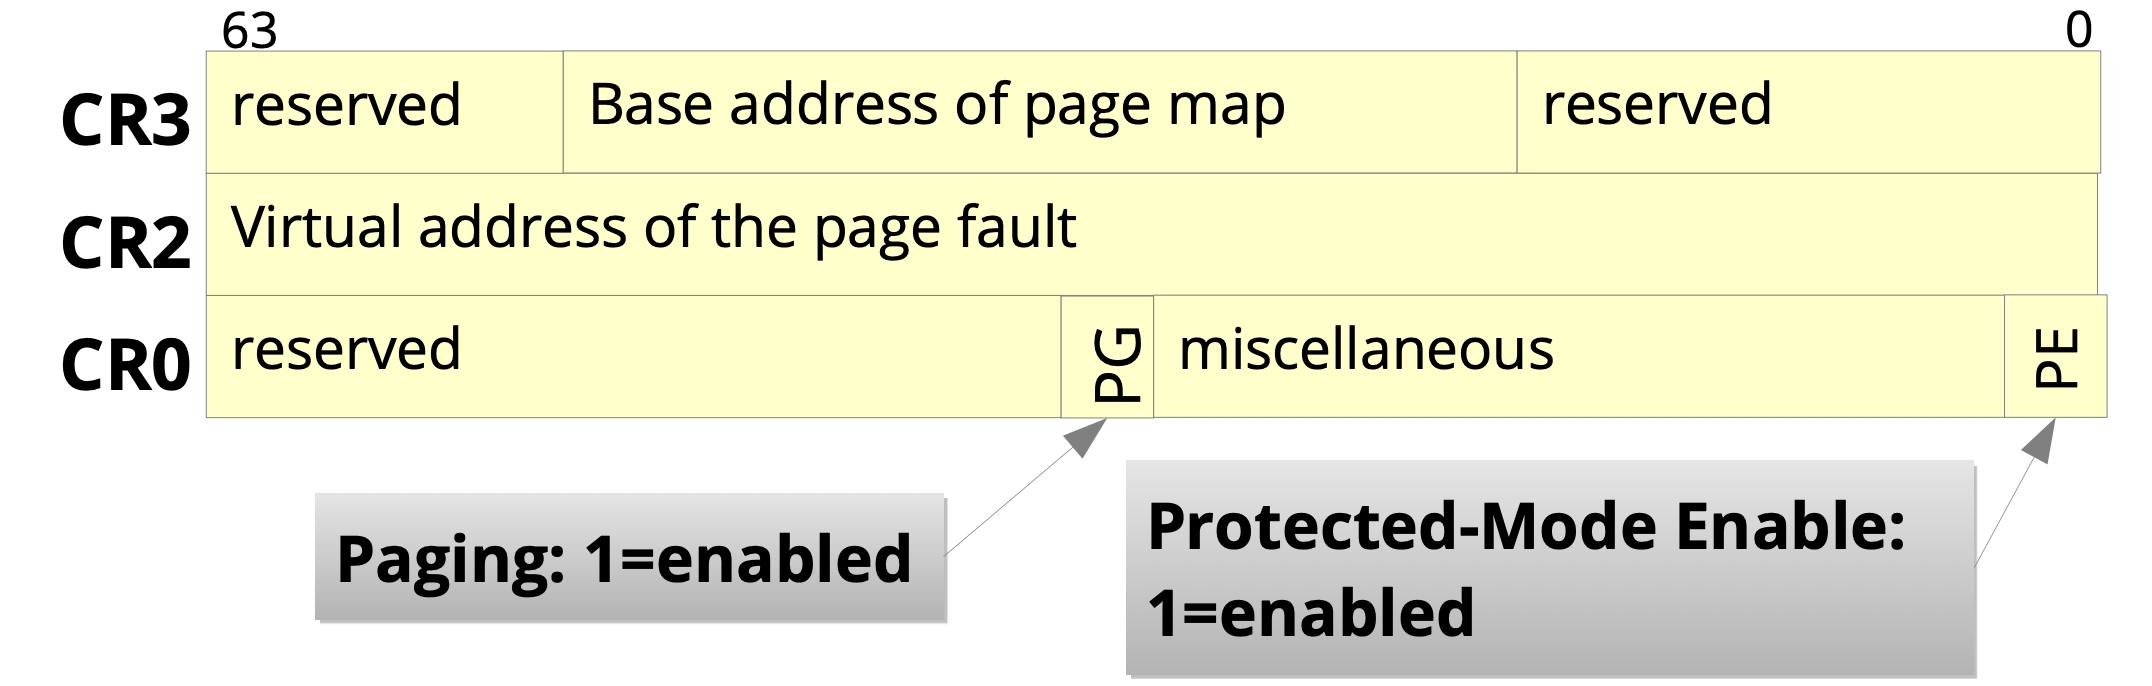 63 0
CR3 reserved Base address of page map reserved
CR2 Virtual address of the page fault
CR0 reserved PG miscellaneous PE
Paging: 1=enabled
Protected-Mode Enable:
1=enabled